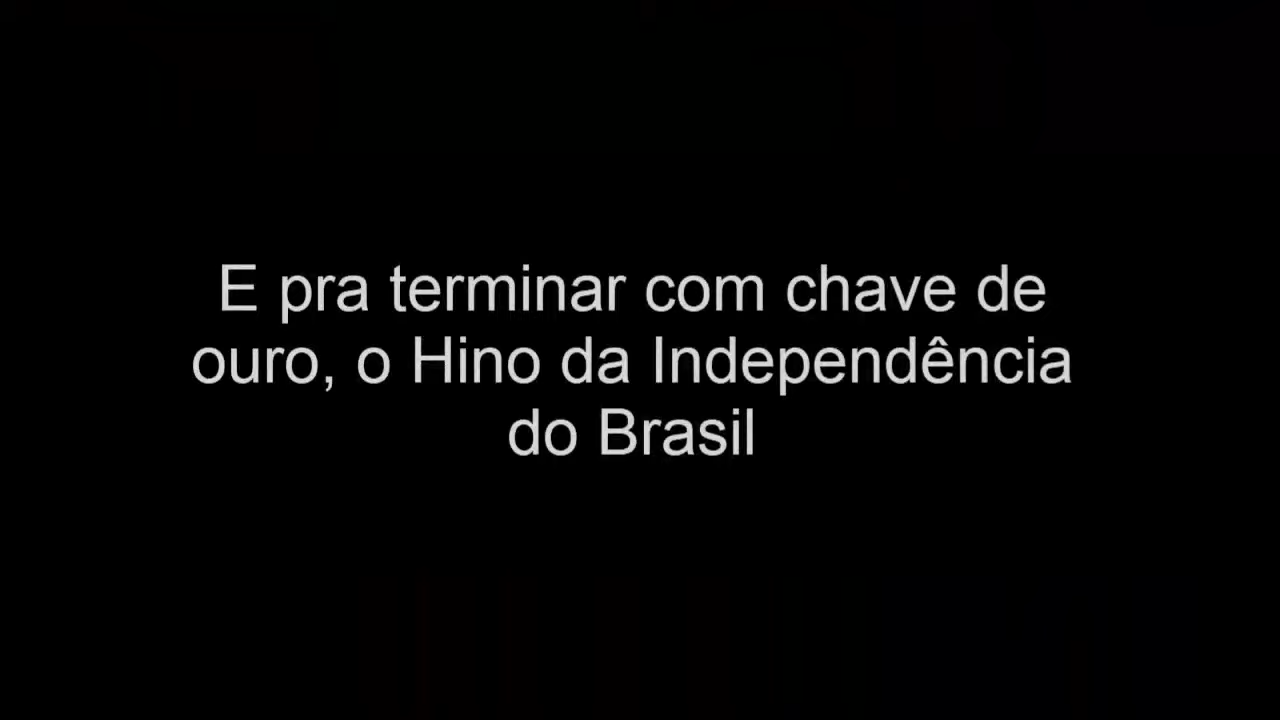 E pra terminar com chave de
ouro, o Hino da Independência
do Brasil